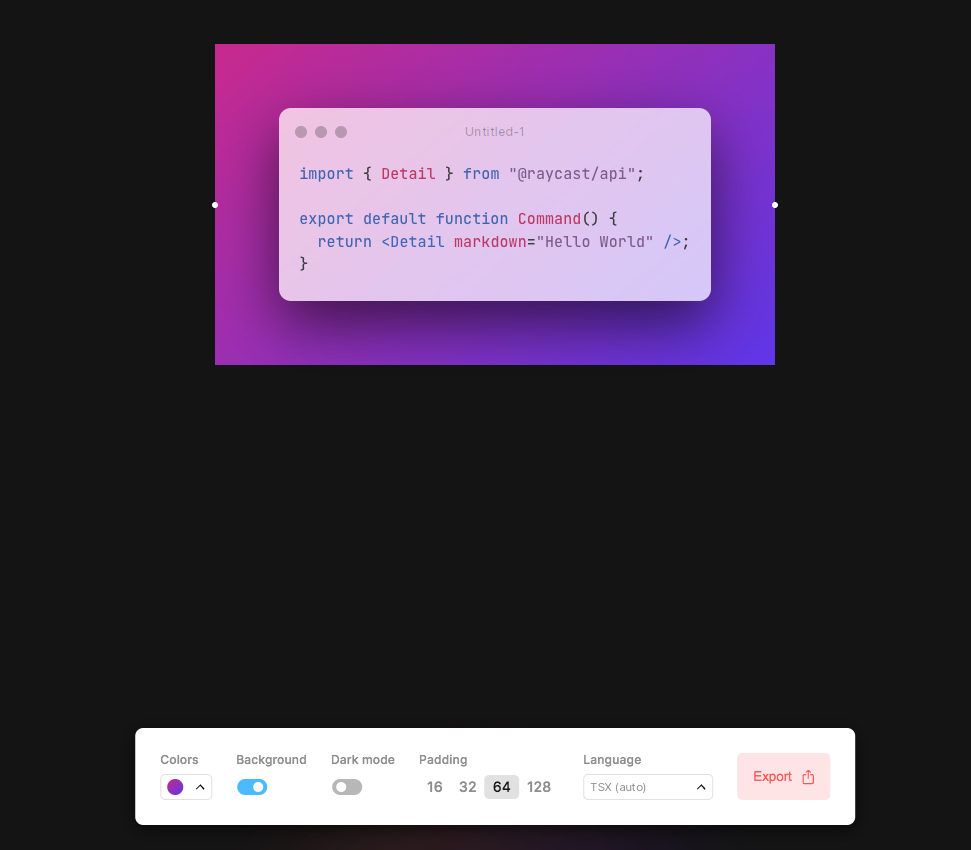 Untitled-1
import { Detail } from "@raycast/api";
export default function Command() {
  return <Detail markdown="Hello World" />;
}
Colors Background Dark mode Padding Language
16 32 64 128 TSX (auto) Export